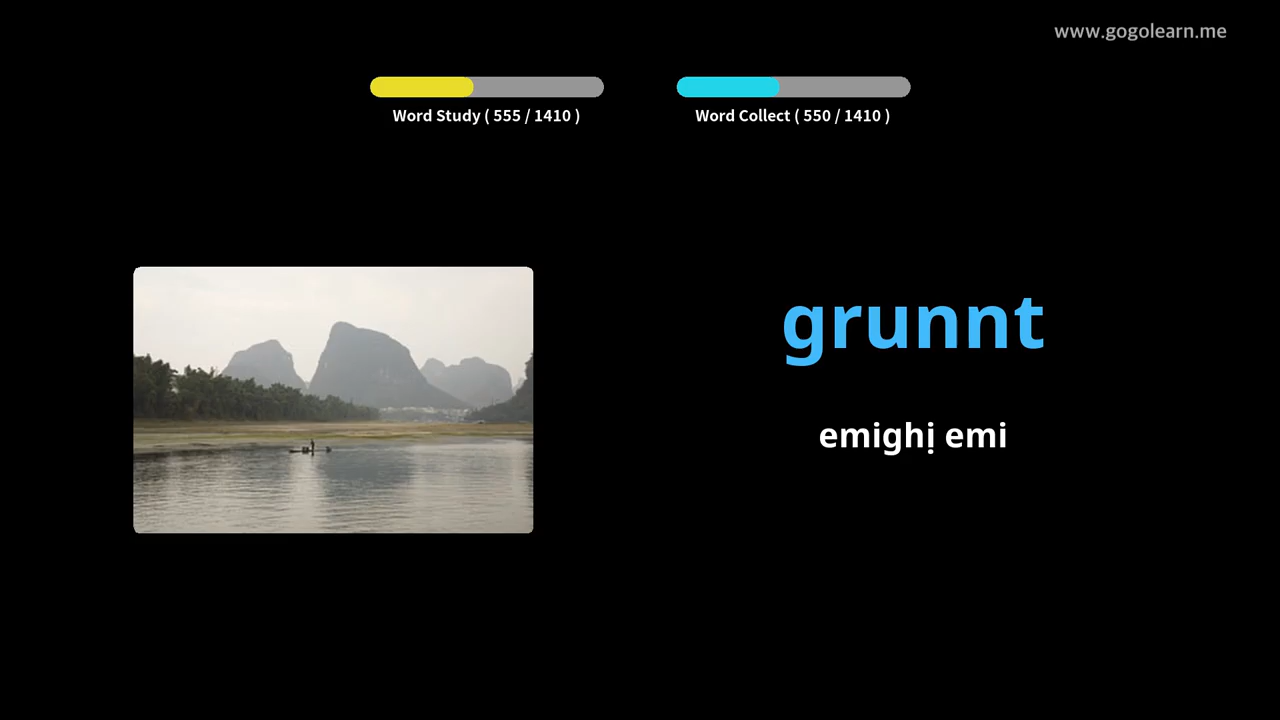 www.gogolearn.me
Word Study ( 555 / 1410 )
Word Collect ( 550 / 1410 )
grunnt
emighị emi